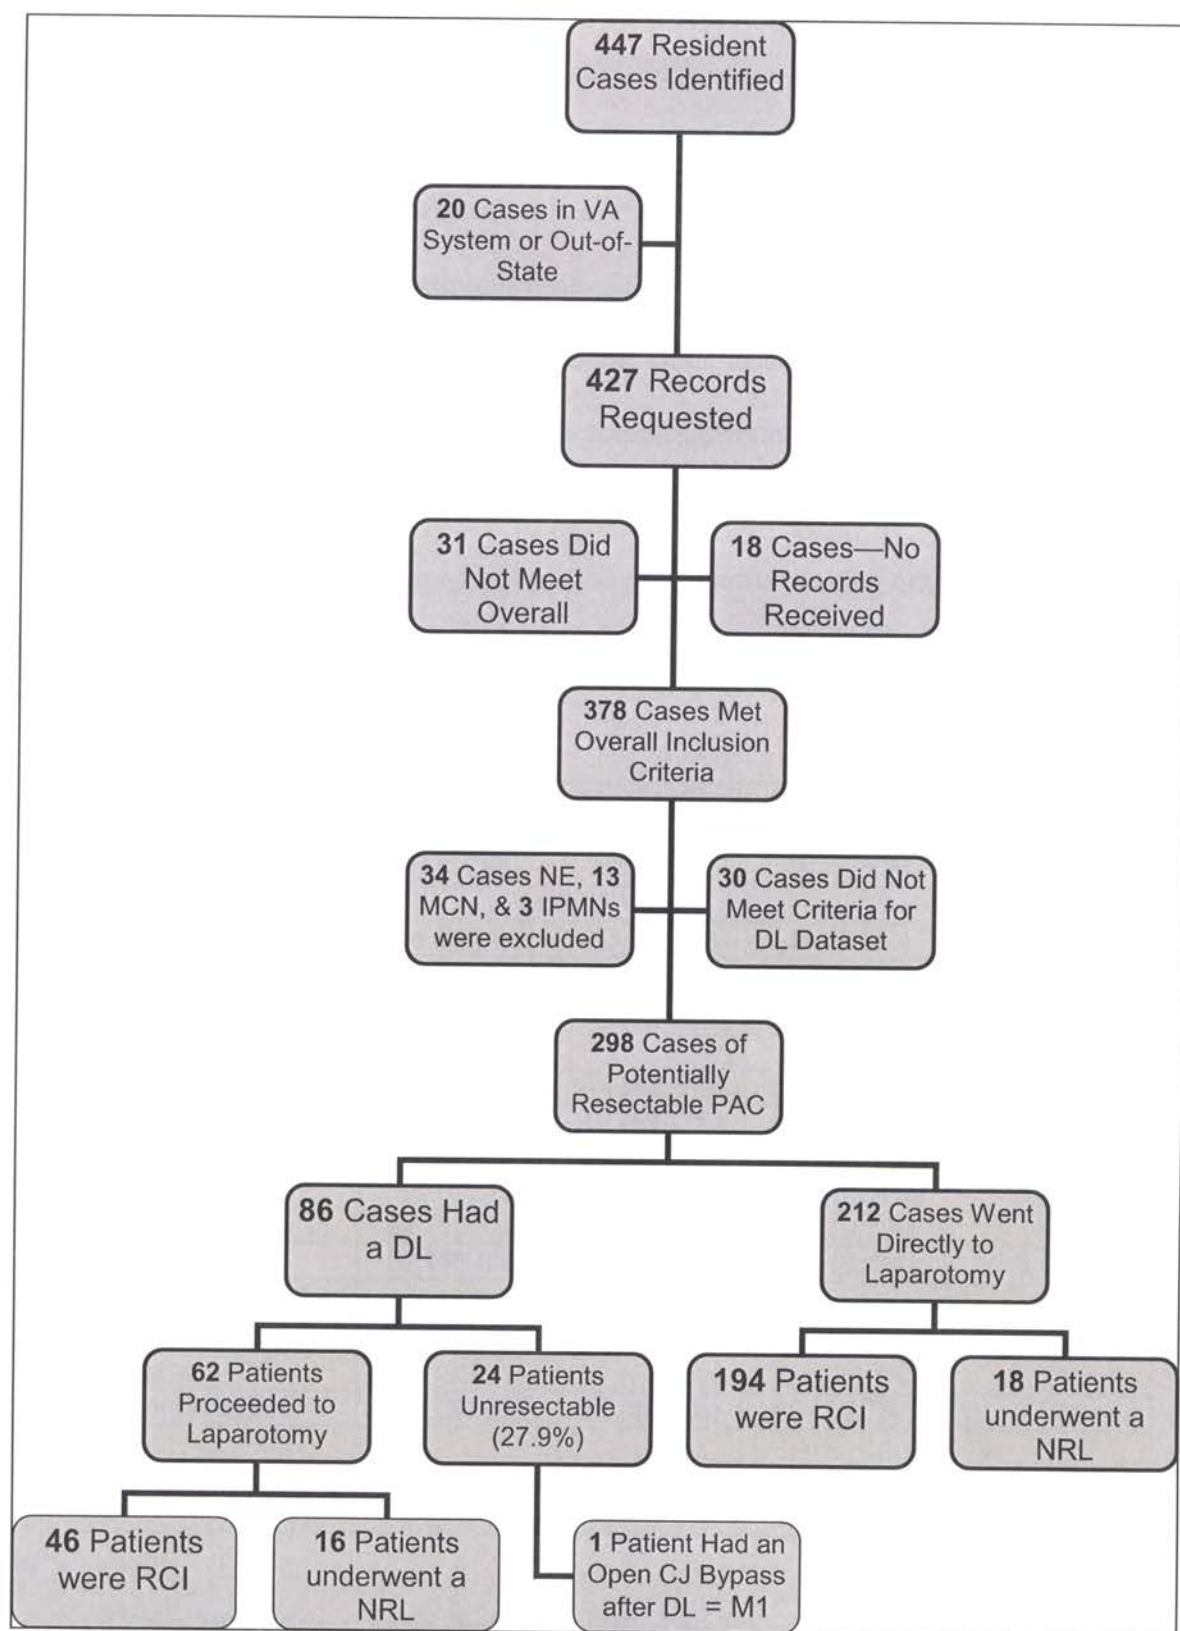 447 Resident
Cases Identified
20 Cases in VA
System or Out-of-
State
427 Records
Requested
31 Cases Did
Not Meet
Overall
18 Cases—No
Records
Received
378 Cases Met
Overall Inclusion
Criteria
34 Cases NE, 13
MCN, & 3 IPMNs
were excluded
30 Cases Did Not
Meet Criteria for
DL Dataset
298 Cases of
Potentially
Resectable PAC
86 Cases Had
a DL
212 Cases Went
Directly to
Laparotomy
62 Patients
Proceeded to
Laparotomy
24 Patients
Unresectable
(27.9%)
194 Patients
were RCI
18 Patients
underwent a
NRL
46 Patients
were RCI
16 Patients
underwent a
NRL
1 Patient Had an
Open CJ Bypass
after DL = M1